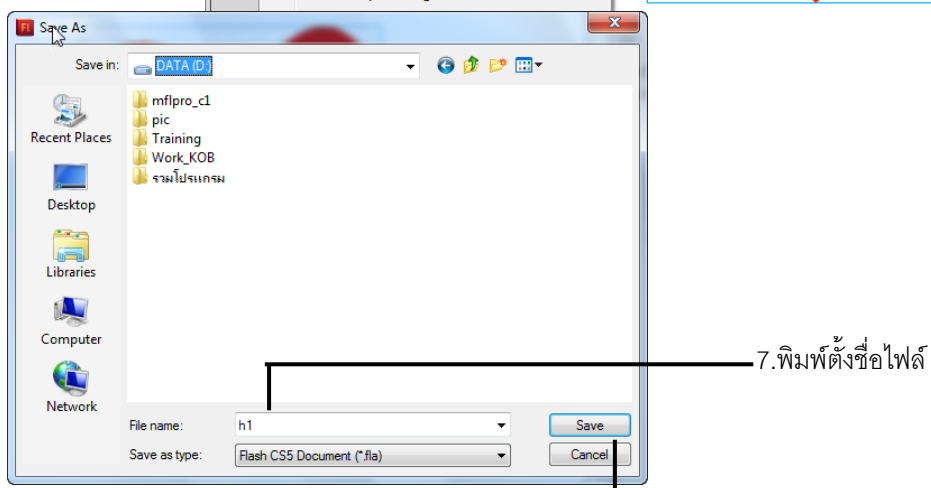 Save As
Save in: DATA (D:)
mflpro_c1
pic
Training
Work_KOB
รวมโปรแกรม
Recent Places
Desktop
Libraries
Computer
Network
7.พิมพ์ตั้งชื่อไฟล์
File name: h1 Save
Save as type: Flash CS5 Document (*.fla) Cancel